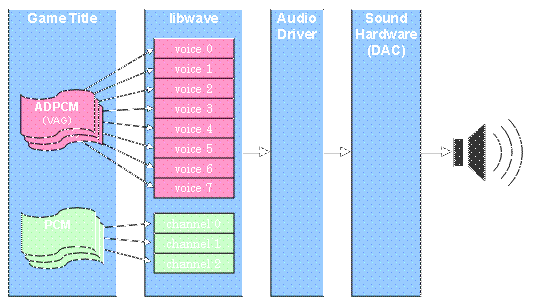 Game Title
libwave
Audio
Driver
Sound
Hardware
(DAC)
ADPCM
(VAG)
voice 0
voice 1
voice 2
voice 3
voice 4
voice 5
voice 6
voice 7
PCM
channel 0
channel 1
channel 2